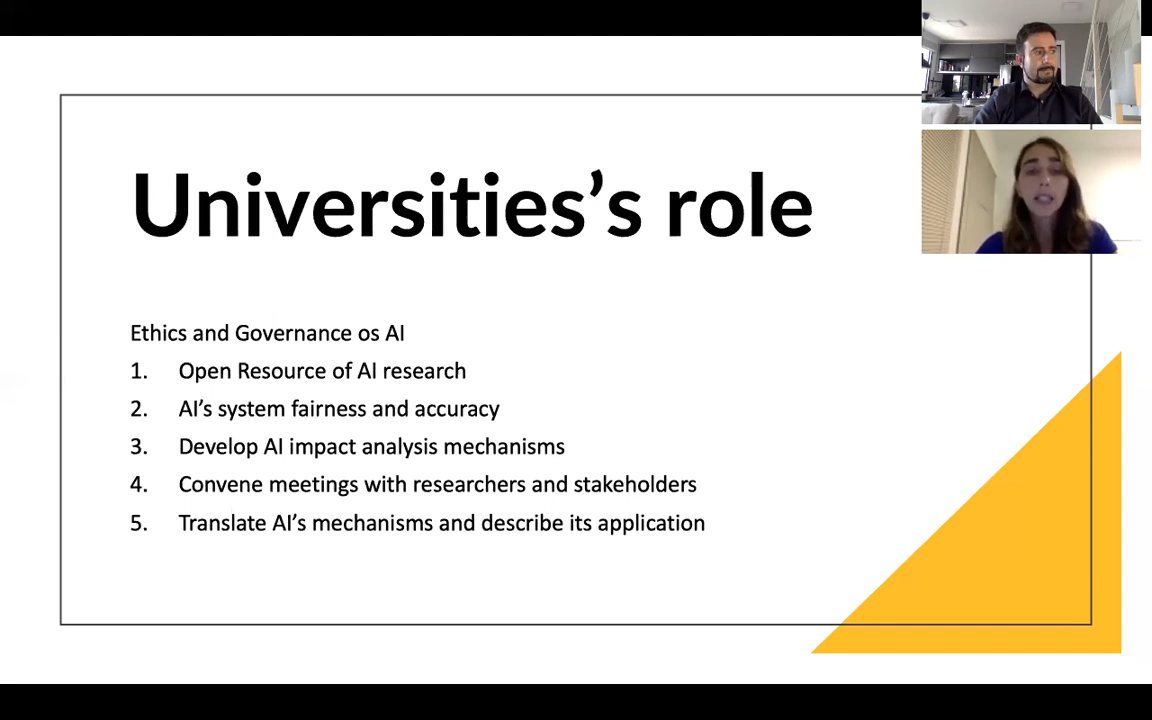 Universities’s role
Ethics and Governance os AI
1. Open Resource of AI research
2. AI’s system fairness and accuracy
3. Develop AI impact analysis mechanisms
4. Convene meetings with researchers and stakeholders
5. Translate AI’s mechanisms and describe its application